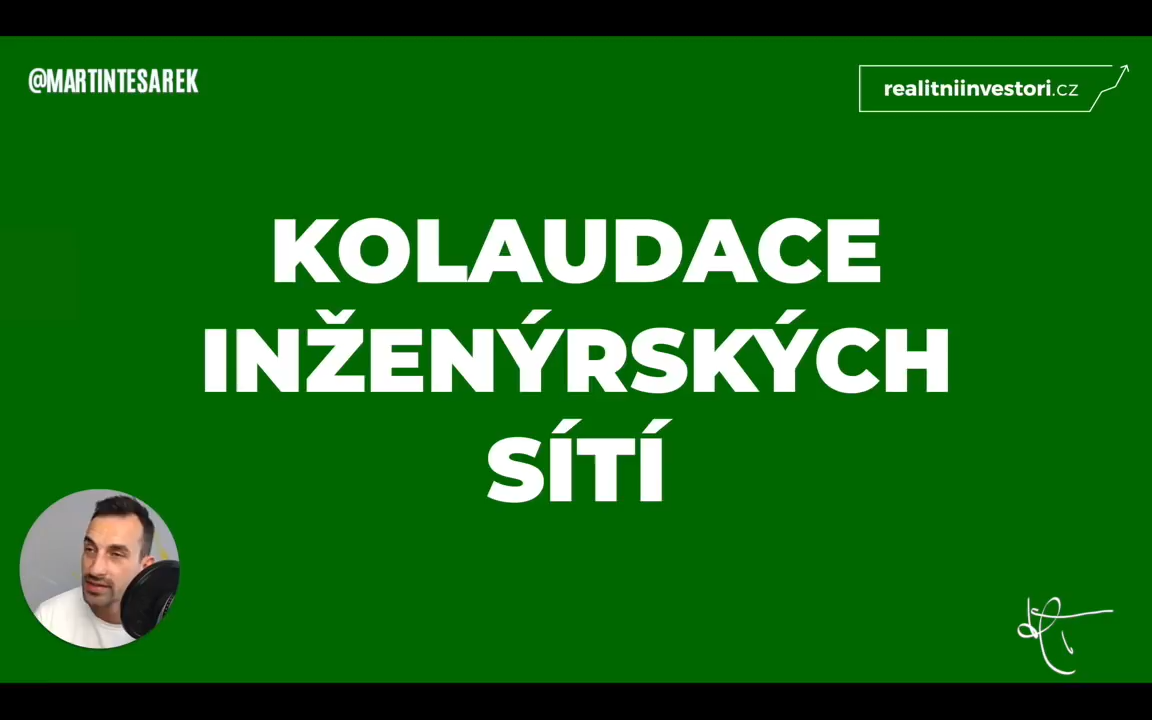 @MARTINTESAREK
realitniinvestori.cz
KOLAUDACE
INŽENÝRSKÝCH
SÍTÍ